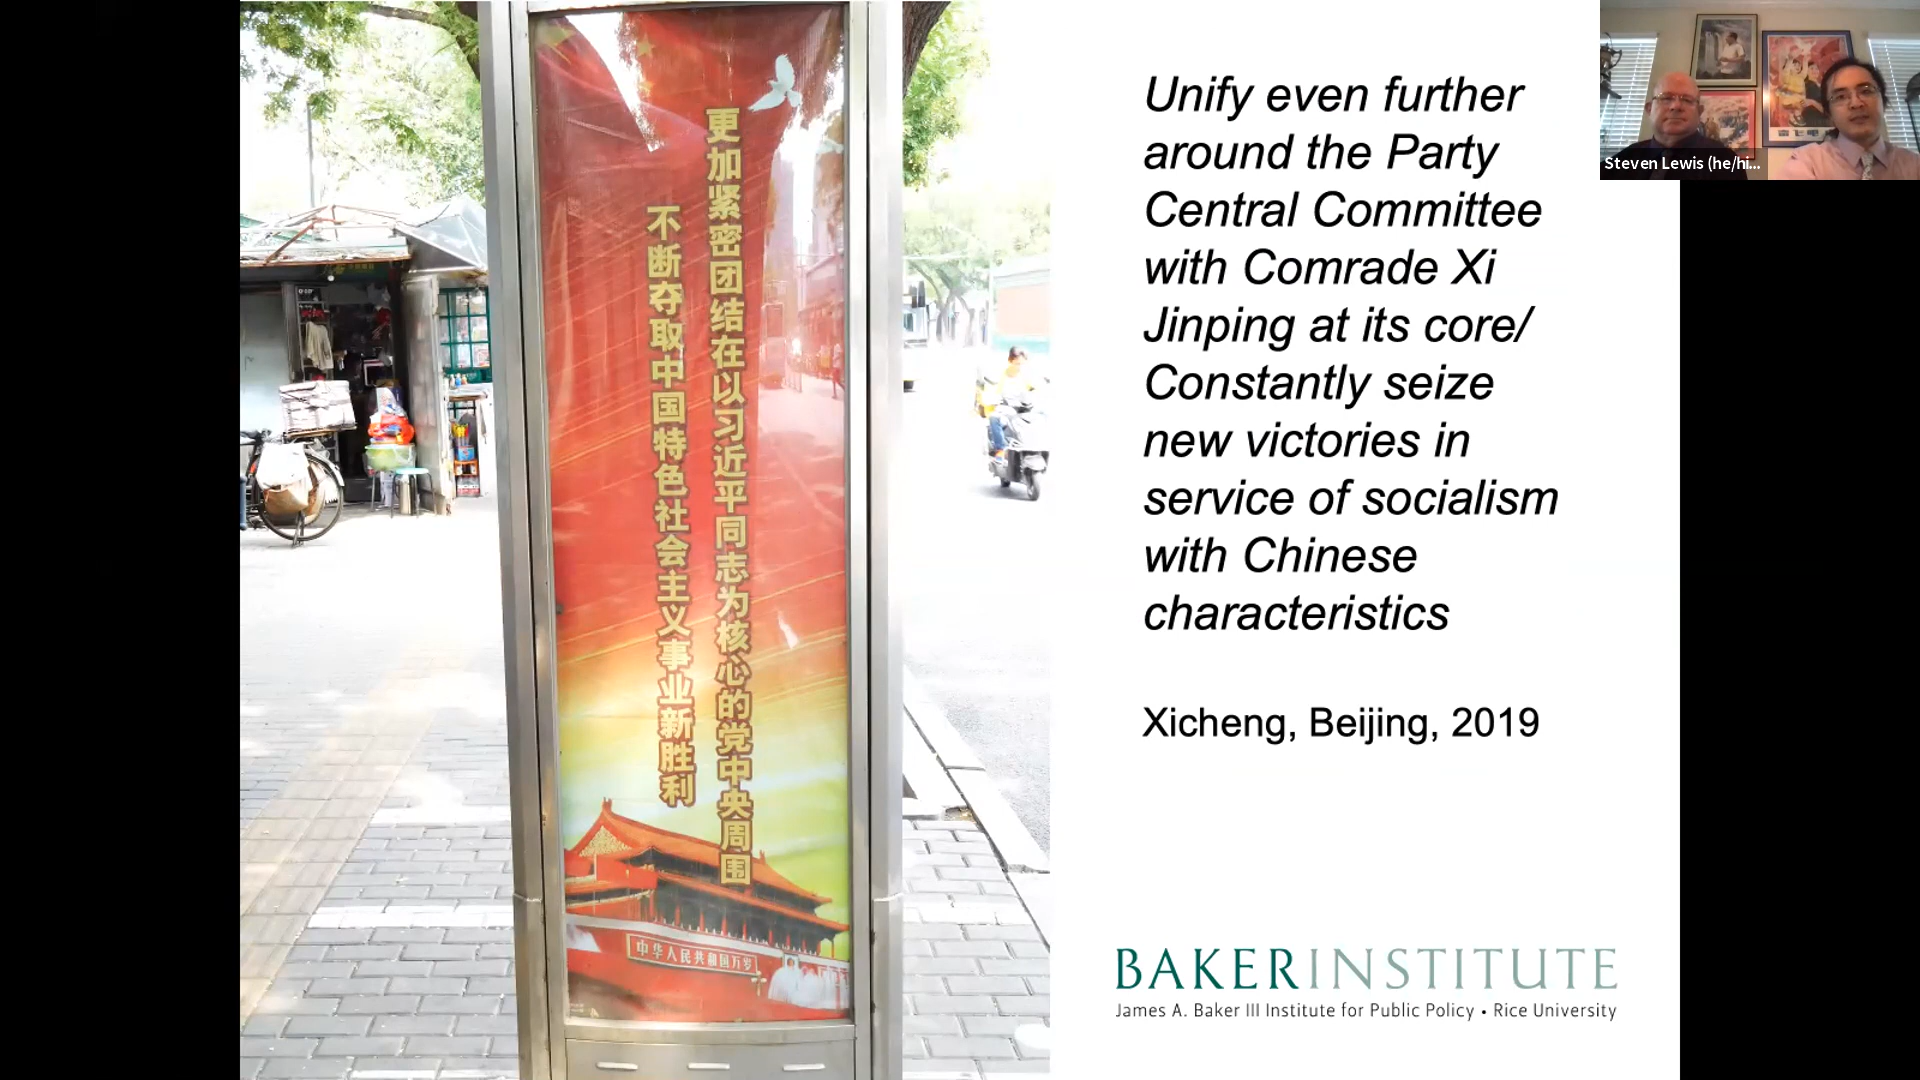 更加紧密团结在以习近平同志为核心的党中央周围
不断夺取中国特色社会主义事业新胜利
中华人民共和国万岁
Unify even further
around the Party
Central Committee
with Comrade Xi
Jinping at its core/
Constantly seize
new victories in
service of socialism
with Chinese
characteristics
Xicheng, Beijing, 2019
BAKER INSTITUTE
James A. Baker III Institute for Public Policy • Rice University
Steven Lewis (he/hi...